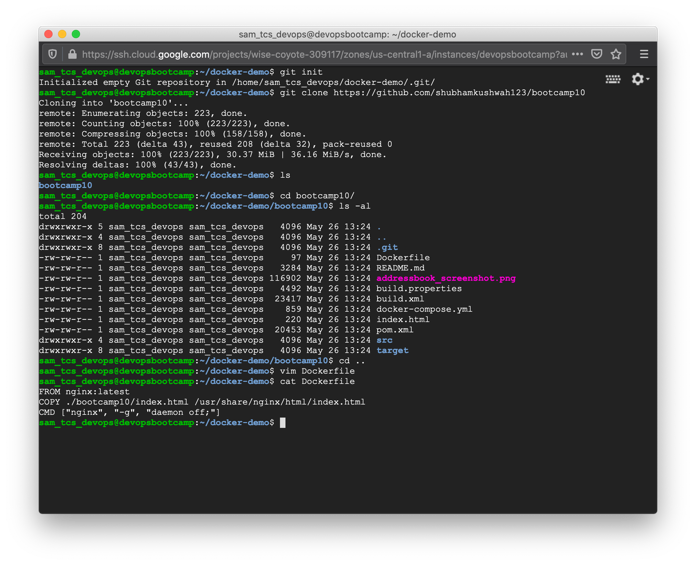 sam_tcs_devops@devopsbootcamp: ~/docker-demo
https://ssh.cloud.google.com/projects/wise-coyote-309117/zones/us-central1-a/instances/devopsbootcamp?au
sam_tcs_devops@devopsbootcamp:~/docker-demo$ git init
Initialized empty Git repository in /home/sam_tcs_devops/docker-demo/.git/
sam_tcs_devops@devopsbootcamp:~/docker-demo$ git clone https://github.com/shubhamkushwah123/bootcamp10
Cloning into 'bootcamp10'...
remote: Enumerating objects: 223, done.
remote: Counting objects: 100% (223/223), done.
remote: Compressing objects: 100% (158/158), done.
remote: Total 223 (delta 43), reused 208 (delta 32), pack-reused 0
Receiving objects: 100% (223/223), 30.37 MiB | 36.16 MiB/s, done.
Resolving deltas: 100% (43/43), done.
sam_tcs_devops@devopsbootcamp:~/docker-demo$ ls
bootcamp10
sam_tcs_devops@devopsbootcamp:~/docker-demo$ cd bootcamp10/
sam_tcs_devops@devopsbootcamp:~/docker-demo/bootcamp10$ ls -al
total 204
drwxrwxr-x 5 sam_tcs_devops sam_tcs_devops   4096 May 26 13:24 .
drwxrwxr-x 4 sam_tcs_devops sam_tcs_devops   4096 May 26 13:24 ..
drwxrwxr-x 8 sam_tcs_devops sam_tcs_devops   4096 May 26 13:24 .git
-rw-rw-r-- 1 sam_tcs_devops sam_tcs_devops     97 May 26 13:24 Dockerfile
-rw-rw-r-- 1 sam_tcs_devops sam_tcs_devops   3284 May 26 13:24 README.md
-rw-rw-r-- 1 sam_tcs_devops sam_tcs_devops 116902 May 26 13:24 addressbook_screenshot.png
-rw-rw-r-- 1 sam_tcs_devops sam_tcs_devops   4492 May 26 13:24 build.properties
-rw-rw-r-- 1 sam_tcs_devops sam_tcs_devops  23417 May 26 13:24 build.xml
-rw-rw-r-- 1 sam_tcs_devops sam_tcs_devops    859 May 26 13:24 docker-compose.yml
-rw-rw-r-- 1 sam_tcs_devops sam_tcs_devops    220 May 26 13:24 index.html
-rw-rw-r-- 1 sam_tcs_devops sam_tcs_devops  20453 May 26 13:24 pom.xml
drwxrwxr-x 4 sam_tcs_devops sam_tcs_devops   4096 May 26 13:24 src
drwxrwxr-x 8 sam_tcs_devops sam_tcs_devops   4096 May 26 13:24 target
sam_tcs_devops@devopsbootcamp:~/docker-demo/bootcamp10$ cd ..
sam_tcs_devops@devopsbootcamp:~/docker-demo$ vim Dockerfile
sam_tcs_devops@devopsbootcamp:~/docker-demo$ cat Dockerfile
FROM nginx:latest
COPY ./bootcamp10/index.html /usr/share/nginx/html/index.html
CMD ["nginx", "-g", "daemon off;"]
sam_tcs_devops@devopsbootcamp:~/docker-demo$